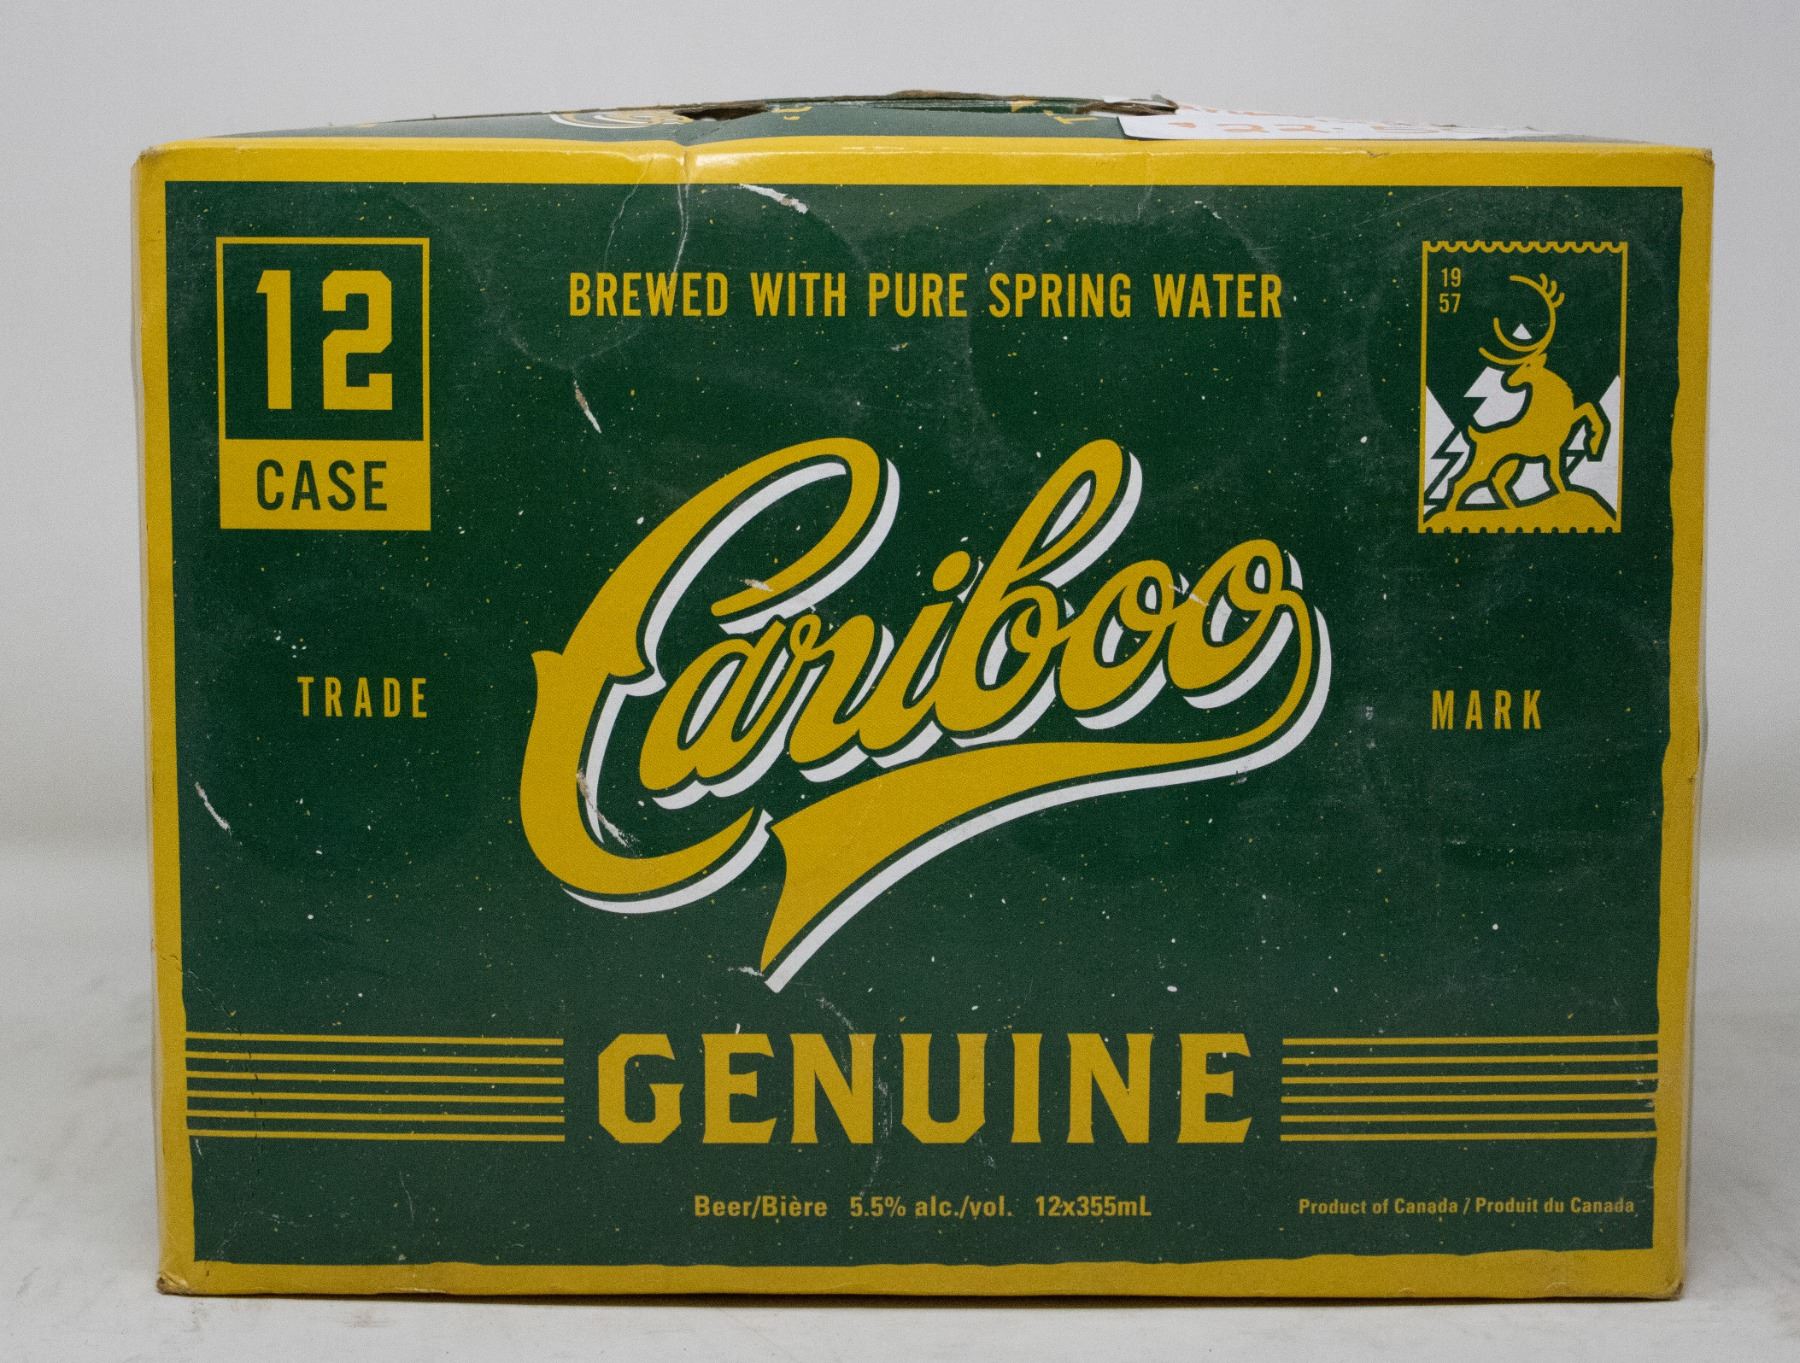 12
CASE
BREWED WITH PURE SPRING WATER
19
57
Cariboo
TRADE
MARK
GENUINE
Beer/Bière 5.5% alc./vol. 12x355mL
Product of Canada / Produit du Canada